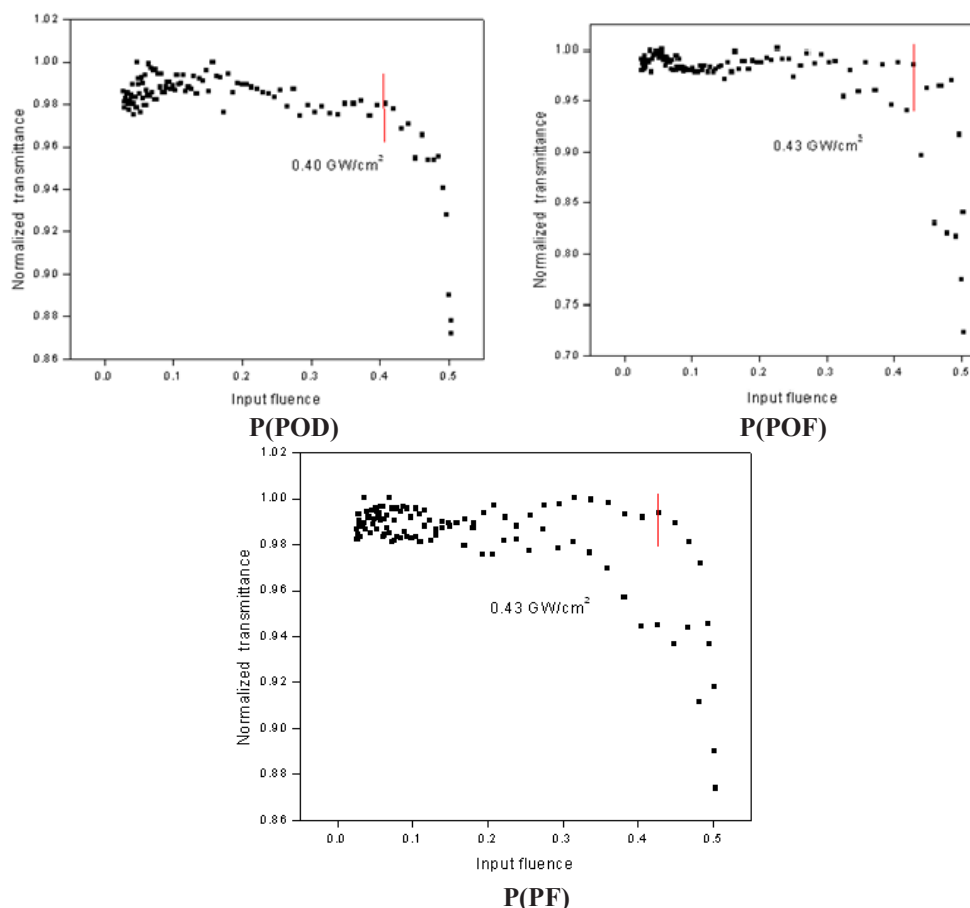 1.02
1.00
0.98
0.96
0.94
0.92
0.90
0.88
0.86
Normalized transmittance
0.40 GW/cm²
0.0 0.1 0.2 0.3 0.4 0.5
Input fluence
P(POD)
1.00
0.95
0.90
0.85
0.80
0.75
0.70
Normalized transmittance
0.43 GW/cm²
0.0 0.1 0.2 0.3 0.4 0.5
Input fluence
P(POF)
1.02
1.00
0.98
0.96
0.94
0.92
0.90
0.88
0.86
Normalized transmittance
0.43 GW/cm²
0.0 0.1 0.2 0.3 0.4 0.5
Input fluence
P(PF)